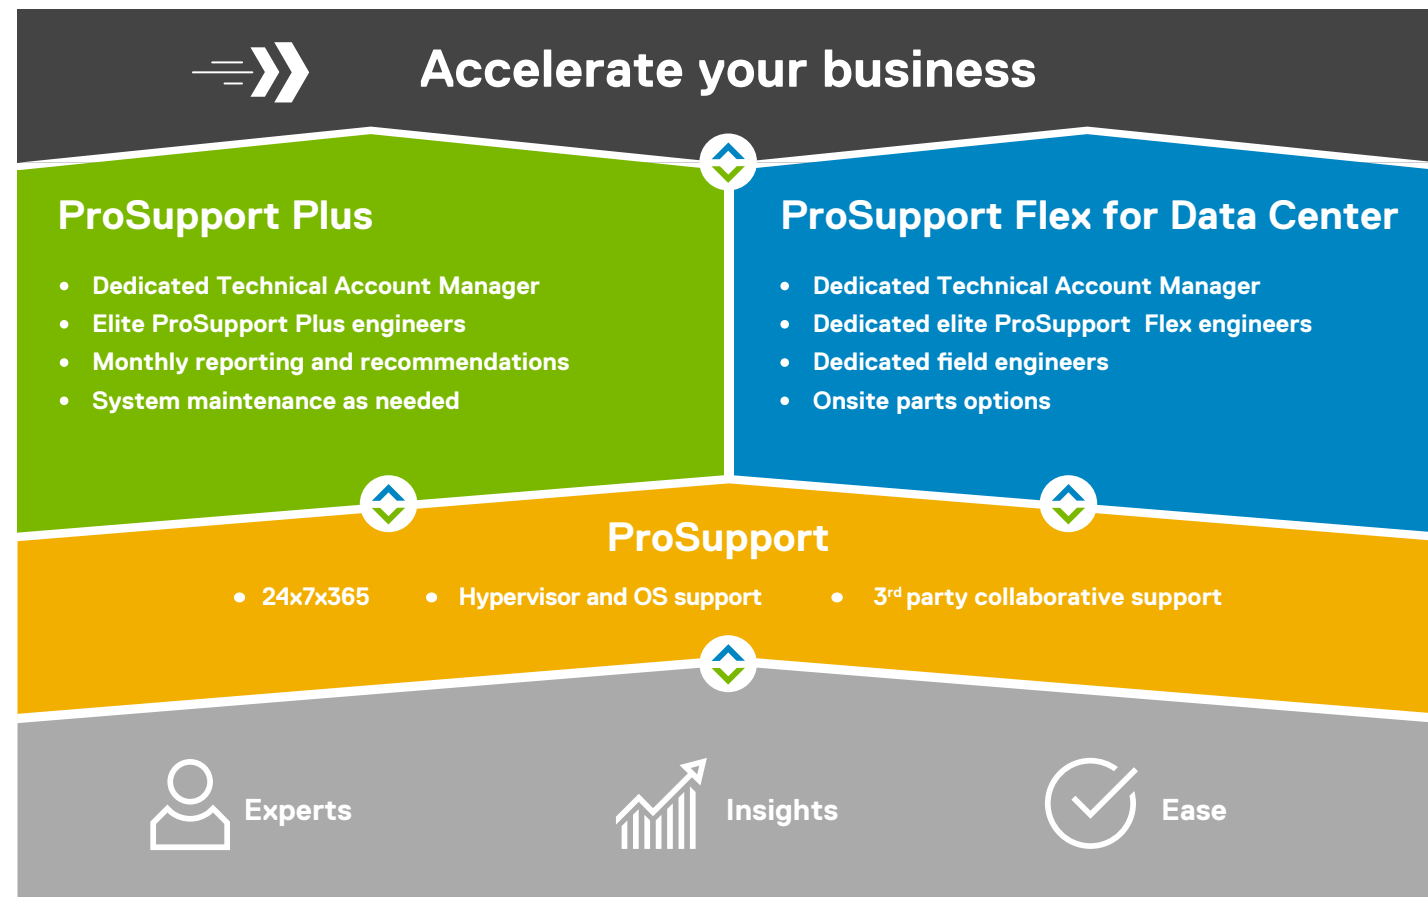 Accelerate your business
ProSupport Plus
• Dedicated Technical Account Manager
• Elite ProSupport Plus engineers
• Monthly reporting and recommendations
• System maintenance as needed
ProSupport Flex for Data Center
• Dedicated Technical Account Manager
• Dedicated elite ProSupport Flex engineers
• Dedicated field engineers
• Onsite parts options
ProSupport
• 24x7x365 • Hypervisor and OS support • 3rd party collaborative support
Experts Insights Ease